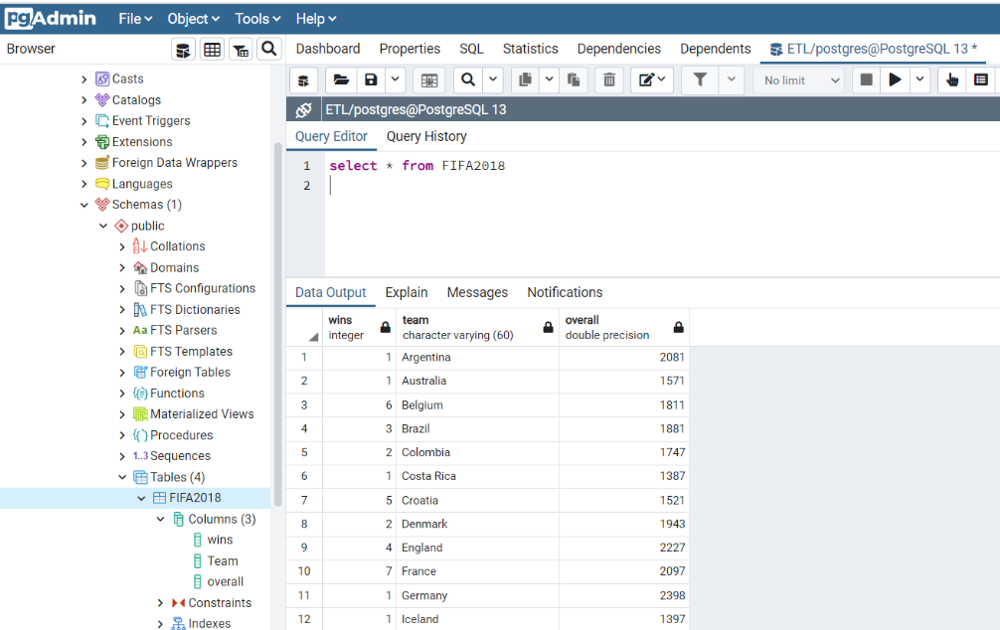 pgAdmin File Object Tools Help
Browser
Dashboard Properties SQL Statistics Dependencies Dependents ETL/postgres@PostgreSQL 13 *
No limit
ETL/postgres@PostgreSQL 13
Query Editor Query History
1 select * from FIFA2018
2
Casts
Catalogs
Event Triggers
Extensions
Foreign Data Wrappers
Languages
Schemas (1)
public
Collations
Domains
FTS Configurations
FTS Dictionaries
Aa FTS Parsers
FTS Templates
Foreign Tables
Functions
Materialized Views
Procedures
1..3 Sequences
Tables (4)
FIFA2018
Columns (3)
wins
Team
overall
Constraints
Indexes
Data Output Explain Messages Notifications
wins team overall
integer character varying (60) double precision
1 1 Argentina 2081
2 1 Australia 1571
3 6 Belgium 1811
4 3 Brazil 1881
5 2 Colombia 1747
6 1 Costa Rica 1387
7 5 Croatia 1521
8 2 Denmark 1943
9 4 England 2227
10 7 France 2097
11 1 Germany 2398
12 1 Iceland 1397